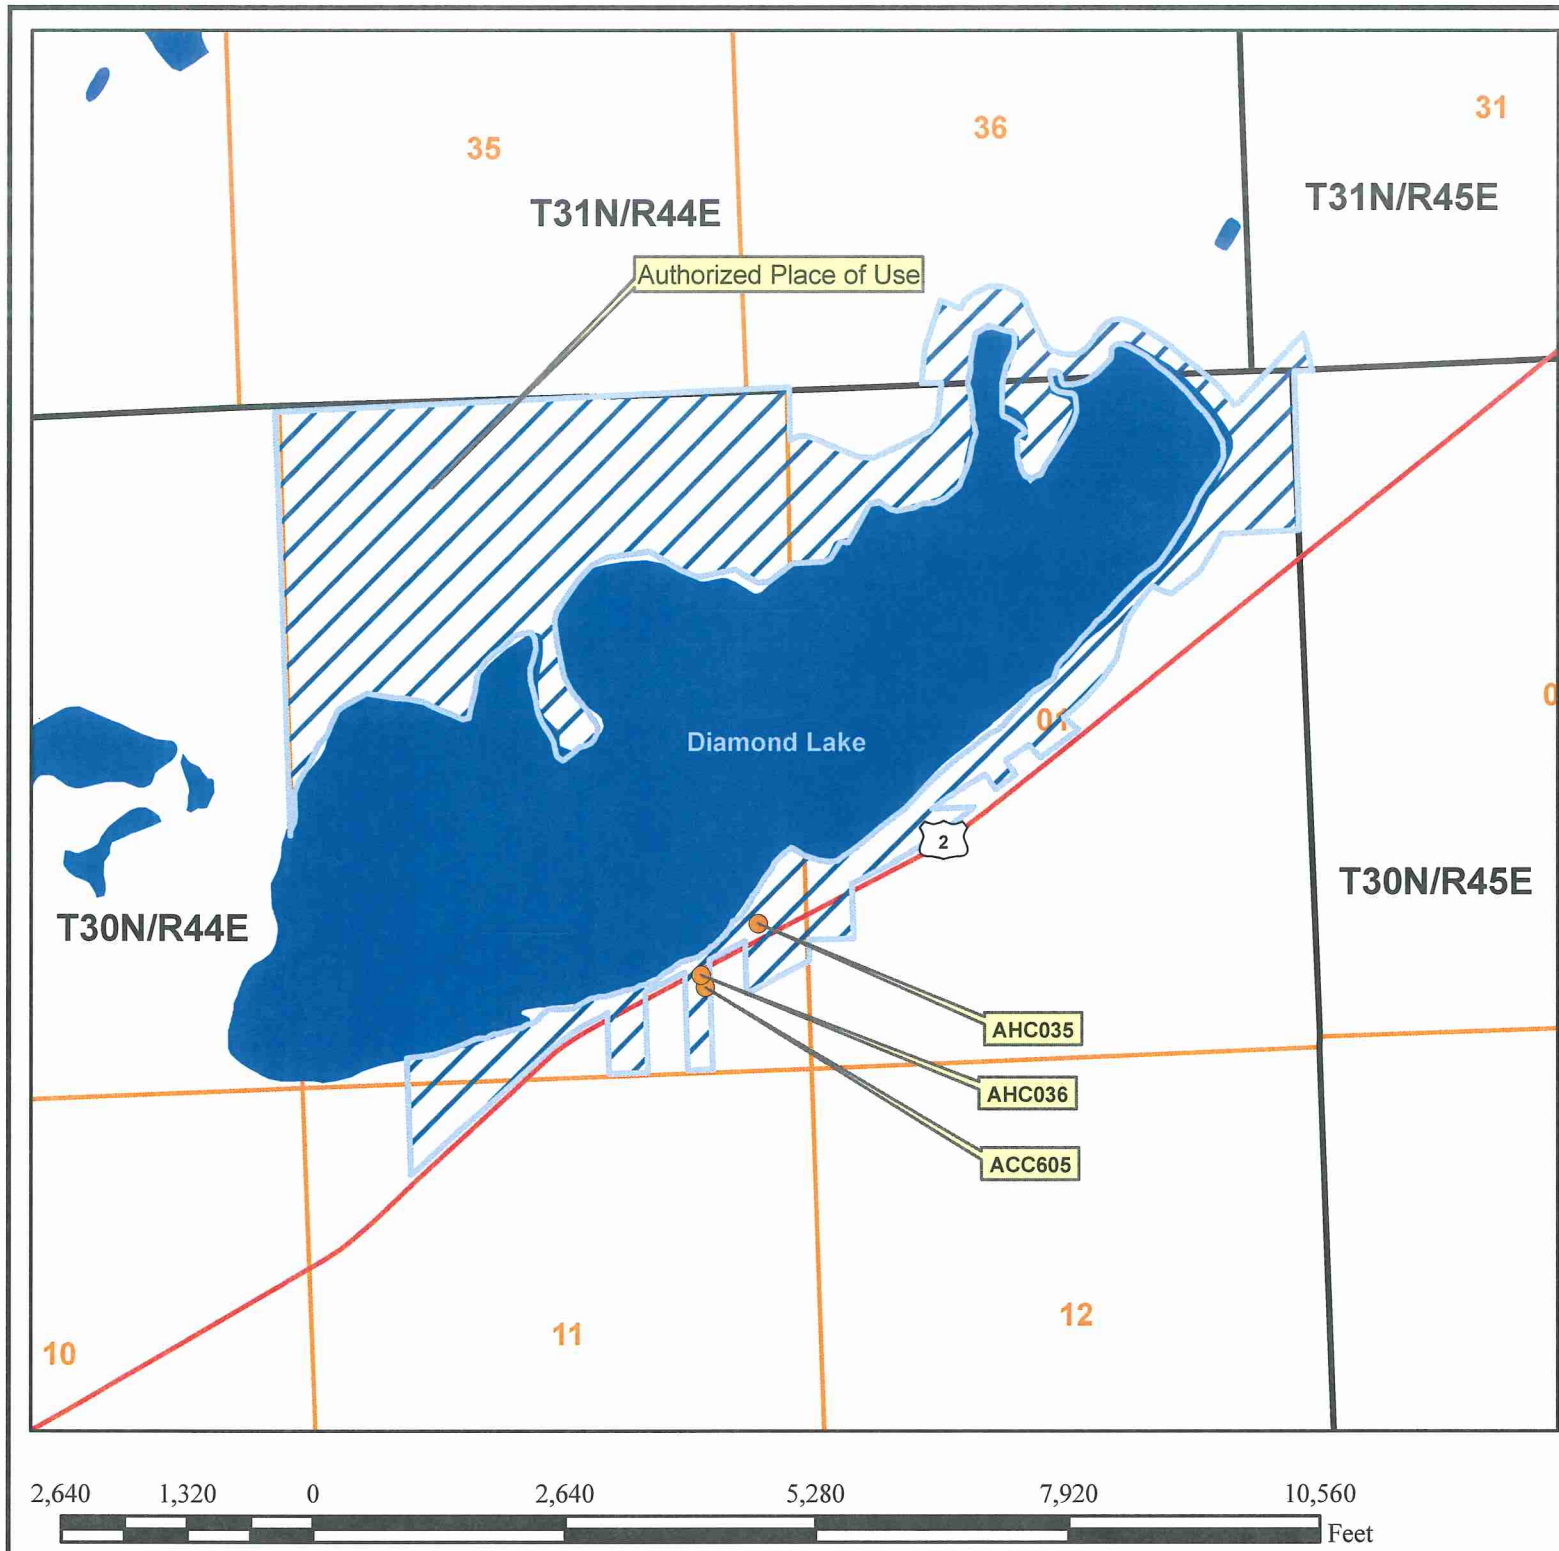 31
36
35
T31N/R45E
T31N/R44E
Authorized Place of Use
0
01
Diamond Lake
2
T30N/R45E
T30N/R44E
AHC035
AHC036
ACC605
12
11
10
2,640 1,320 0 2,640 5,280 7,920 10,560
Feet